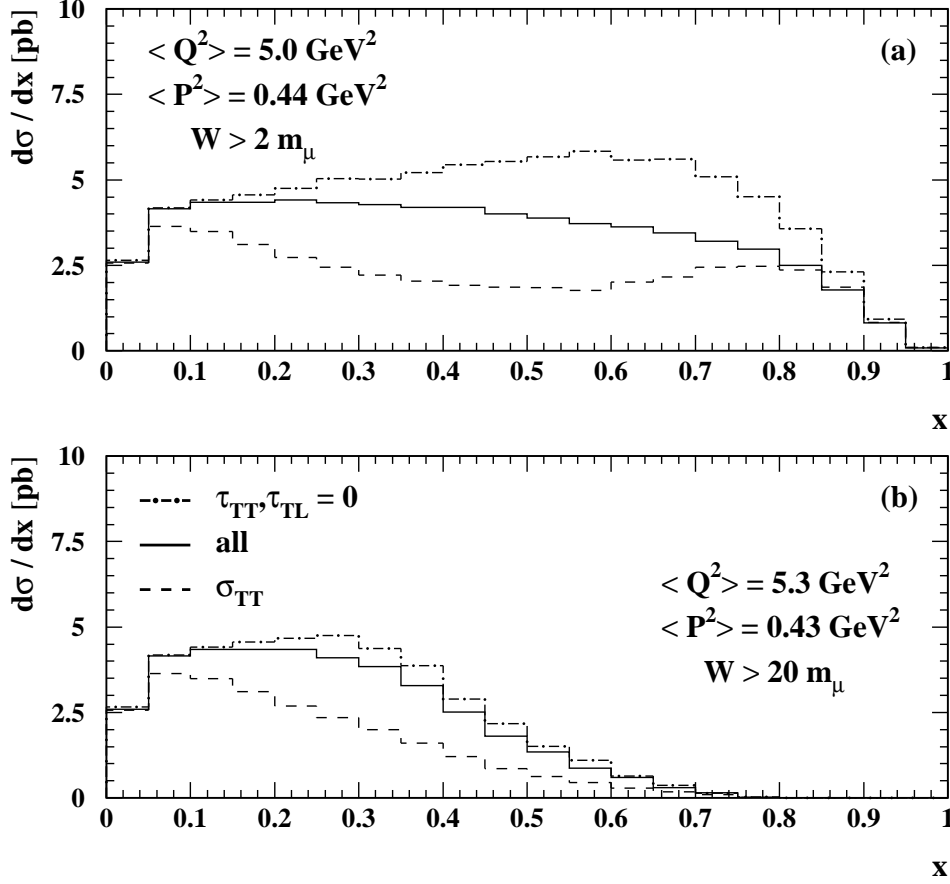 dσ / dx [pb]
10
7.5
5
2.5
0
< Q² > = 5.0 GeV²
< P² > = 0.44 GeV²
W > 2 m_μ
(a)
0 0.1 0.2 0.3 0.4 0.5 0.6 0.7 0.8 0.9 1
x
dσ / dx [pb]
10
7.5
5
2.5
0
τ_TT,τ_TL = 0
all
σ_TT
(b)
< Q² > = 5.3 GeV²
< P² > = 0.43 GeV²
W > 20 m_μ
0 0.1 0.2 0.3 0.4 0.5 0.6 0.7 0.8 0.9 1
x